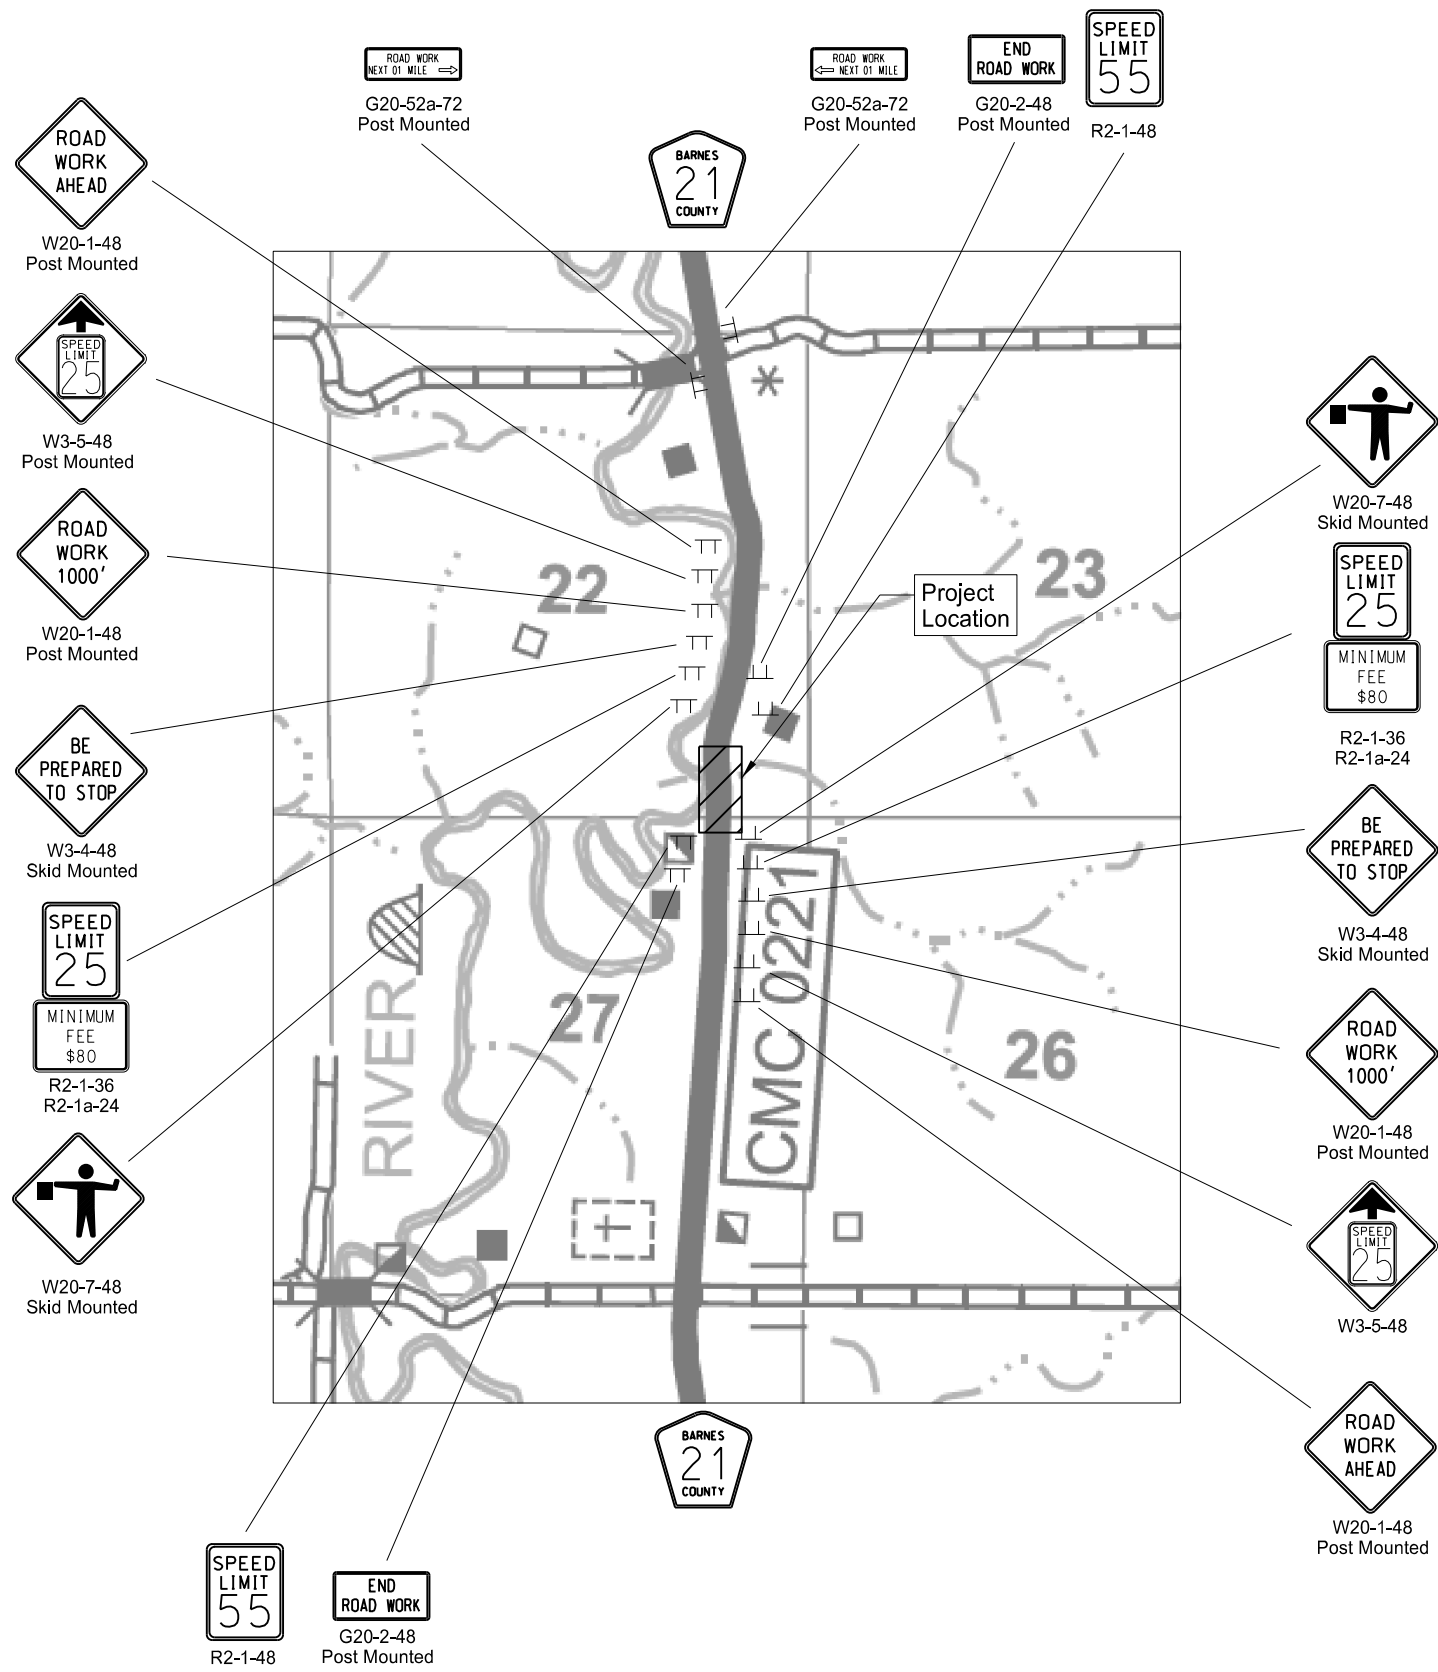 ROAD WORK
NEXT 01 MILE
G20-52a-72
Post Mounted
ROAD WORK
NEXT 01 MILE
G20-52a-72
Post Mounted
END
ROAD WORK
G20-2-48
Post Mounted
SPEED
LIMIT
55
R2-1-48
BARNES
21
COUNTY
ROAD
WORK
AHEAD
W20-1-48
Post Mounted
SPEED
LIMIT
25
W3-5-48
Post Mounted
ROAD
WORK
1000'
W20-1-48
Post Mounted
BE
PREPARED
TO STOP
W3-4-48
Skid Mounted
SPEED
LIMIT
25
MINIMUM
FEE
$80
R2-1-36
R2-1a-24
W20-7-48
Skid Mounted
22
23
Project
Location
27
26
RIVER
CMC 0221
W20-7-48
Skid Mounted
SPEED
LIMIT
25
MINIMUM
FEE
$80
R2-1-36
R2-1a-24
BE
PREPARED
TO STOP
W3-4-48
Skid Mounted
ROAD
WORK
1000'
W20-1-48
Post Mounted
SPEED
LIMIT
25
W3-5-48
ROAD
WORK
AHEAD
W20-1-48
Post Mounted
BARNES
21
COUNTY
SPEED
LIMIT
55
R2-1-48
END
ROAD WORK
G20-2-48
Post Mounted